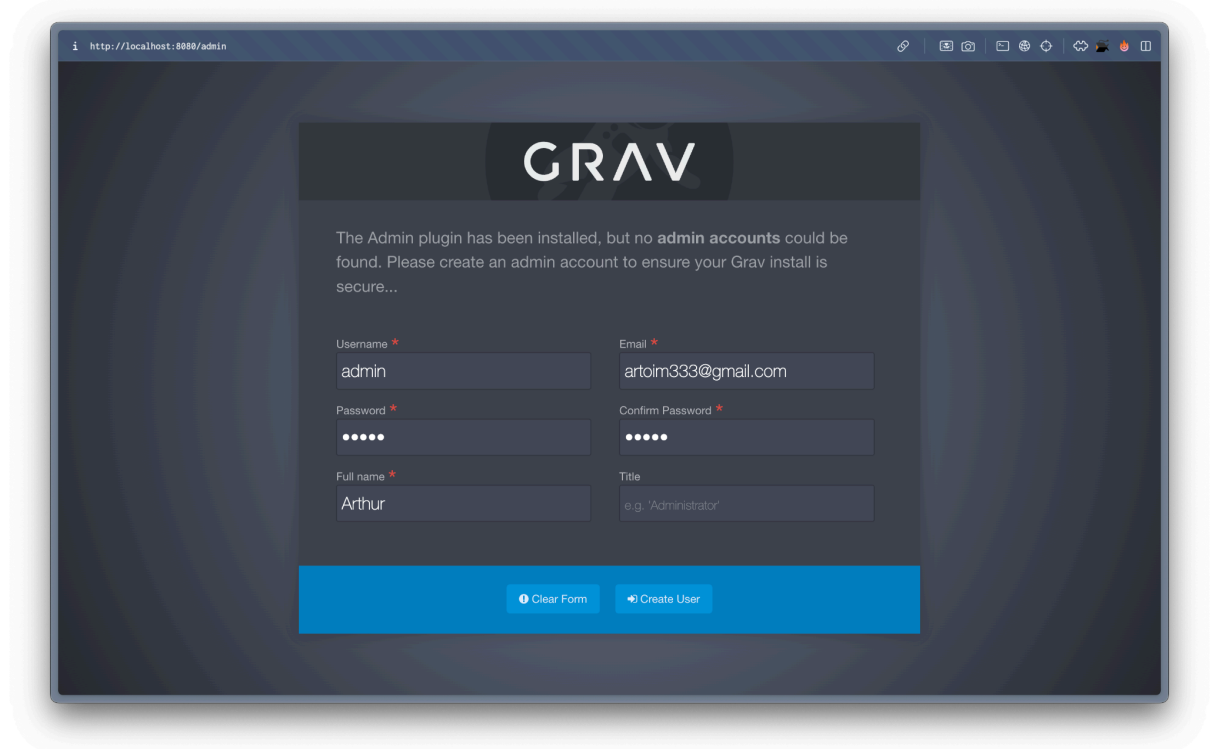 i http://localhost:8080/admin
GRAV
The Admin plugin has been installed, but no admin accounts could be
found. Please create an admin account to ensure your Grav install is
secure...
Username * Email *
admin artoim333@gmail.com
Password * Confirm Password *
••••• •••••
Full name * Title
Arthur e.g. 'Administrator'
Clear Form Create User